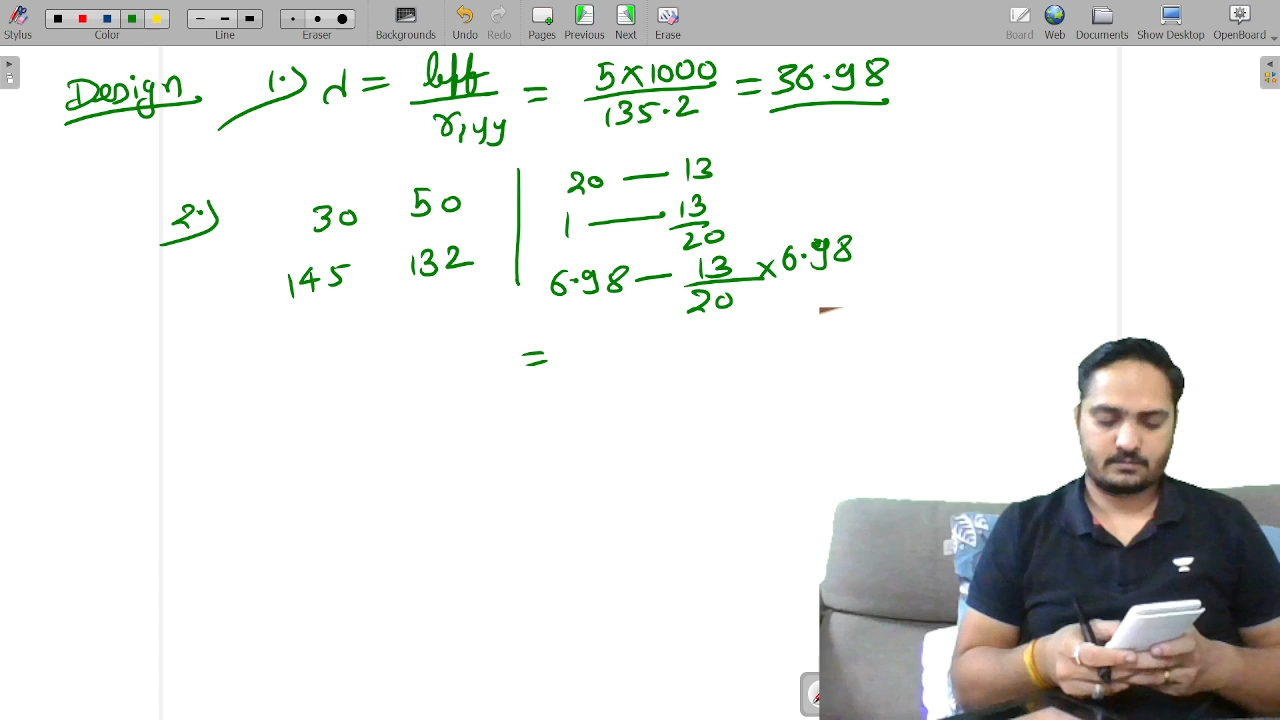 Stylus
Color
Line
Eraser
Backgrounds
Undo
Redo
Pages
Previous
Next
Erase
Board
Web
Documents
Show Desktop
OpenBoard
Design 1.) λ = leff / r,yy = 5×1000 / 135.2 = 36.98
2.) 30 50
145 132
20 — 13
1 — 13/20
6.98 — 13/20 × 6.98
=